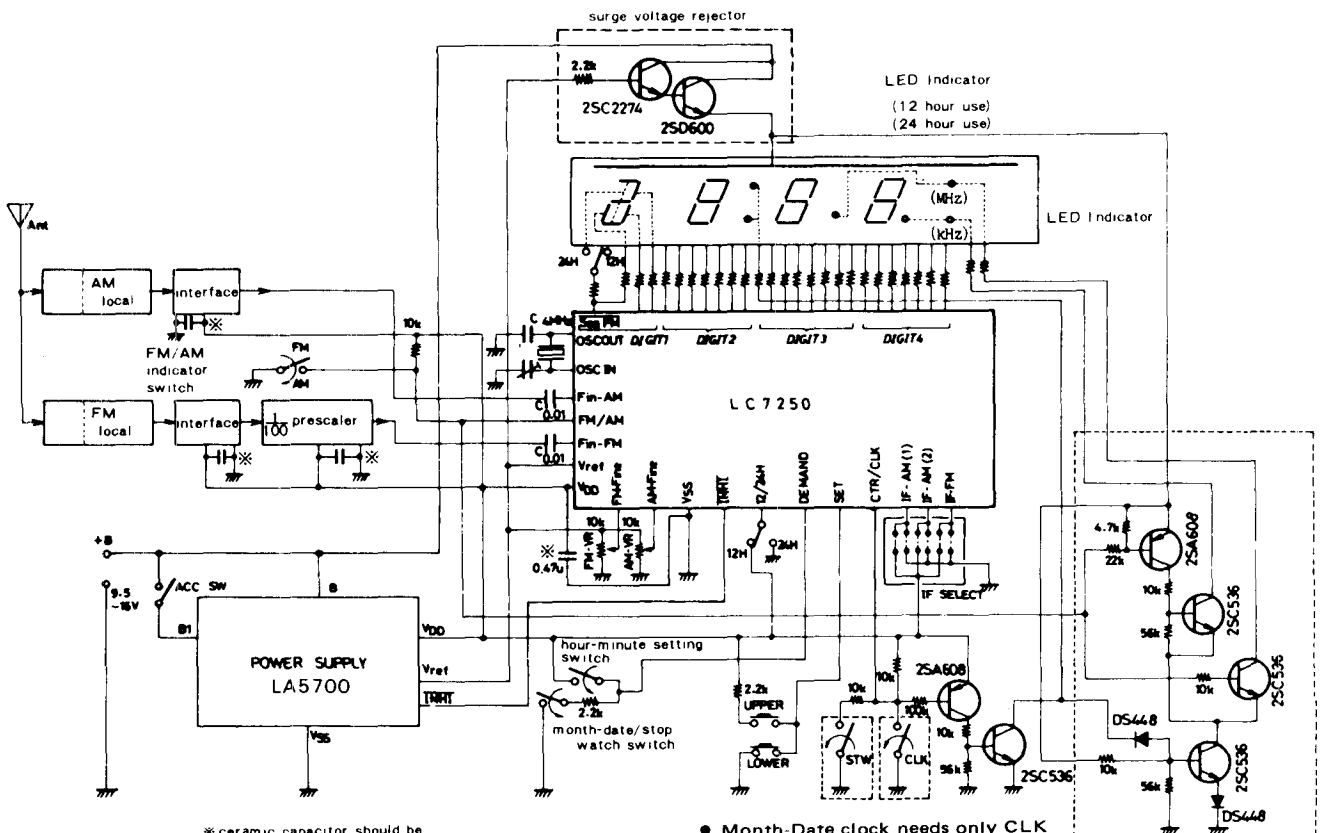 surge voltage rejector
2.2k
2SC2274
2SD600
LED Indicator
(12 hour use)
(24 hour use)
(MHz)
(kHz)
LED Indicator
24H
12H
Ant
AM
local
interface
※
10k
FM/AM
indicator
switch
FM
AM
FM
local
interface
1/100 prescaler
※
※
C
4MHz
OSCOUT
OSC IN
Fin-AM
C
0.01
FM/AM
Fin-FM
C
0.01
Vref
VDD
DIGIT1
DIGIT2
DIGIT3
DIGIT4
LC7250
FM-Fine
AM-Fine
VSS
INHI
12/24H
DEMAND
SET
CTR/CLK
IF-AM(1)
IF-AM(2)
IF-FM
※
0.47u
10k
FM-VR
10k
AM-VR
12H
24H
IF SELECT
+B
9.5
~16V
ACC SW
B
B1
POWER SUPPLY
LA5700
VDD
Vref
INHI
VSS
hour-minute setting
switch
2.2k
month-date/stop
watch switch
2.2k
UPPER
LOWER
10k
STW
10k
CLK
100k
2SA608
10k
56k
2SC536
4.7k
22k
2SA608
10k
56k
2SC536
10k
2SC536
DS448
10k
56k
2SC536
DS448
※ ceramic capacitor should be
● Month-Date clock needs only CLK